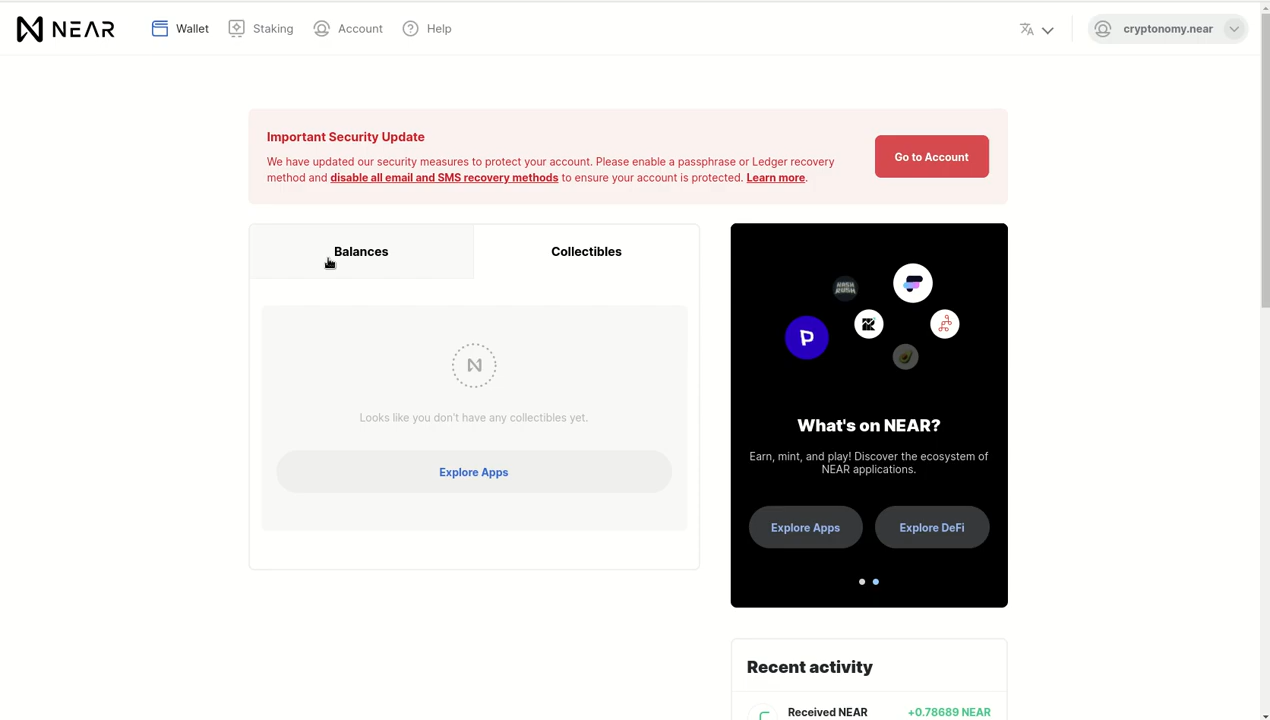 NEAR
Wallet
Staking
Account
Help
cryptonomy.near
Important Security Update
We have updated our security measures to protect your account. Please enable a passphrase or Ledger recovery
method and disable all email and SMS recovery methods to ensure your account is protected. Learn more.
Go to Account
Balances
Collectibles
Looks like you don't have any collectibles yet.
Explore Apps
P
What's on NEAR?
Earn, mint, and play! Discover the ecosystem of
NEAR applications.
Explore Apps
Explore DeFi
Recent activity
Received NEAR
+0.78689 NEAR